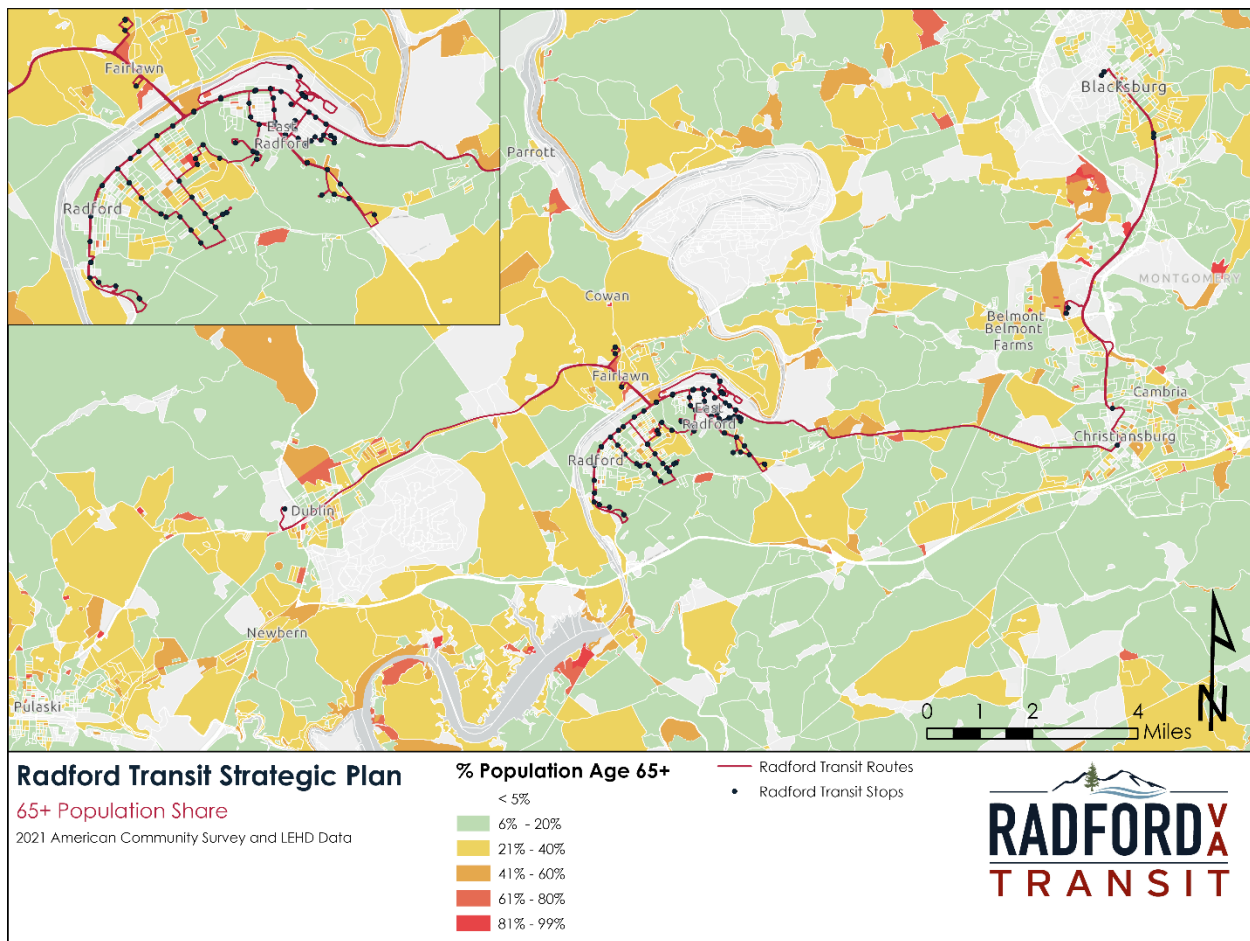 Fairlawn
East
Radford
Radford
Parrott
Blacksburg
MONTGOMERY
Cowan
Belmont
Belmont
Farms
Fairlawn
Cambria
East
Radford
Christiansburg
Radford
Dublin
Newbern
Pulaski
N
0 1 2 4
Miles
Radford Transit Strategic Plan
65+ Population Share
2021 American Community Survey and LEHD Data
% Population Age 65+
< 5%
6% - 20%
21% - 40%
41% - 60%
61% - 80%
81% - 99%
Radford Transit Routes
Radford Transit Stops
RADFORD VA
TRANSIT